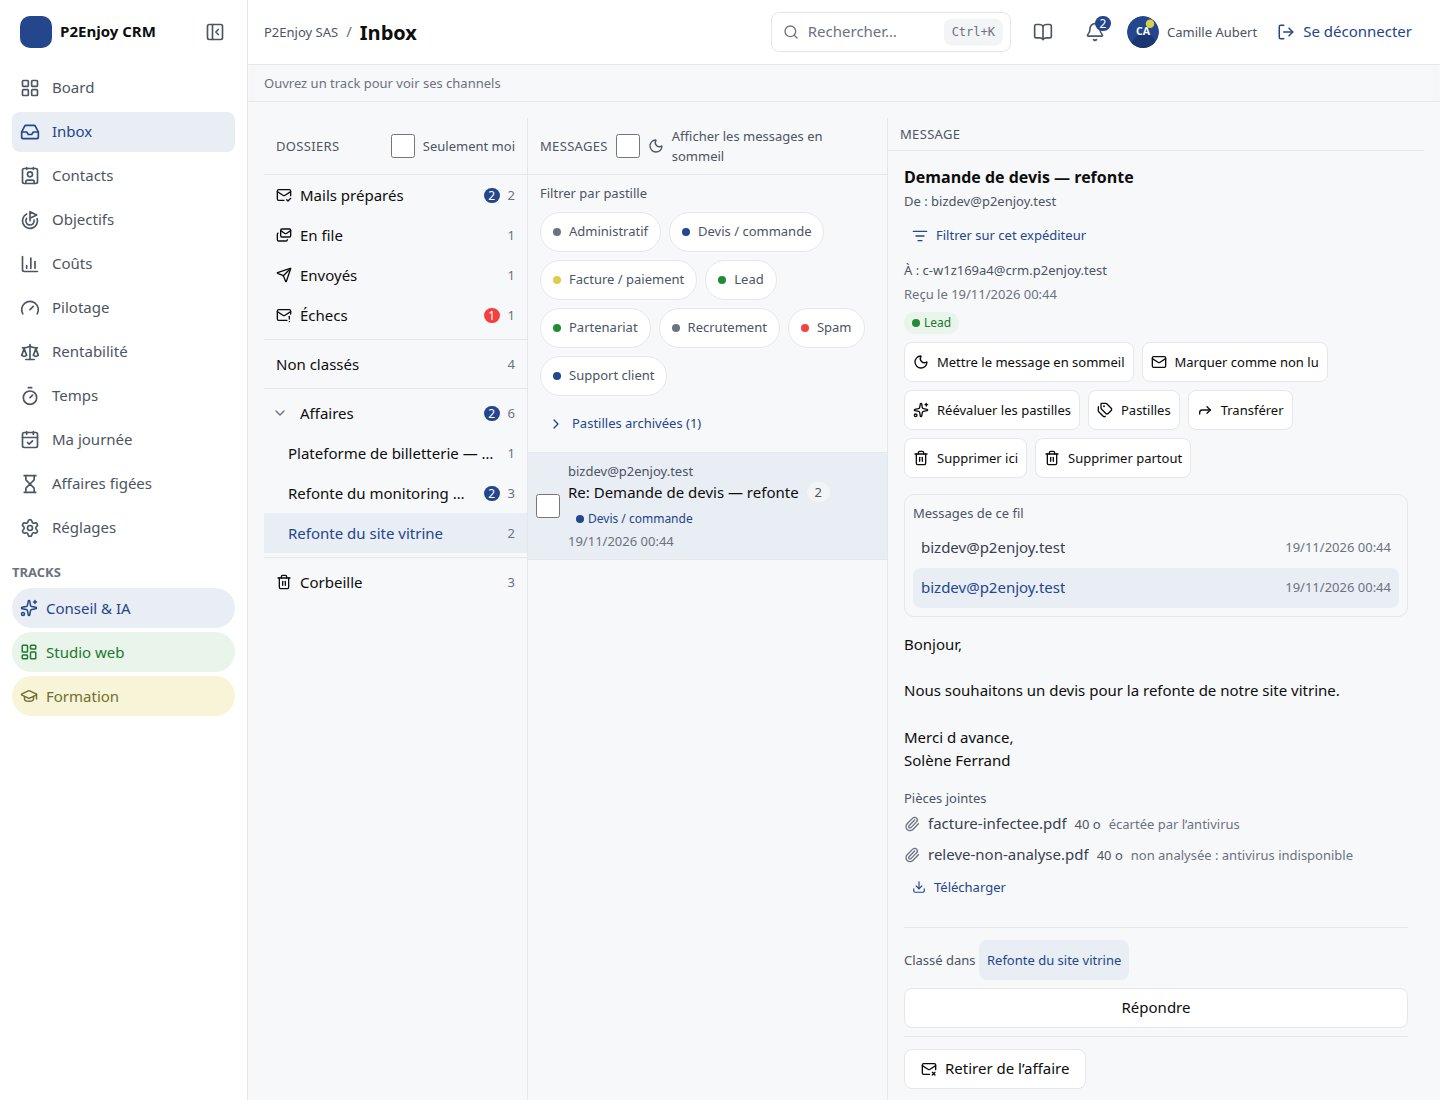 P2Enjoy CRM
Board
Inbox
Contacts
Objectifs
Coûts
Pilotage
Rentabilité
Temps
Ma journée
Affaires figées
Réglages
TRACKS
Conseil & IA
Studio web
Formation
P2Enjoy SAS / Inbox
Rechercher... Ctrl+K
2
CA Camille Aubert
Se déconnecter
Ouvrez un track pour voir ses channels
DOSSIERS Seulement moi
Mails préparés 2 2
En file 1
Envoyés 1
Échecs 1 1
Non classés 4
Affaires 2 6
Plateforme de billetterie — ... 1
Refonte du monitoring ... 2 3
Refonte du site vitrine 2
Corbeille 3
MESSAGES Afficher les messages en
sommeil
Filtrer par pastille
Administratif Devis / commande
Facture / paiement Lead
Partenariat Recrutement Spam
Support client
Pastilles archivées (1)
bizdev@p2enjoy.test
Re: Demande de devis — refonte 2
Devis / commande
19/11/2026 00:44
MESSAGE
Demande de devis — refonte
De : bizdev@p2enjoy.test
Filtrer sur cet expéditeur
À : c-w1z169a4@crm.p2enjoy.test
Reçu le 19/11/2026 00:44
Lead
Mettre le message en sommeil Marquer comme non lu
Réévaluer les pastilles Pastilles Transférer
Supprimer ici Supprimer partout
Messages de ce fil
bizdev@p2enjoy.test 19/11/2026 00:44
bizdev@p2enjoy.test 19/11/2026 00:44
Bonjour,
Nous souhaitons un devis pour la refonte de notre site vitrine.
Merci d avance,
Solène Ferrand
Pièces jointes
facture-infectee.pdf 40 o écartée par l’antivirus
releve-non-analyse.pdf 40 o non analysée : antivirus indisponible
Télécharger
Classé dans Refonte du site vitrine
Répondre
Retirer de l’affaire